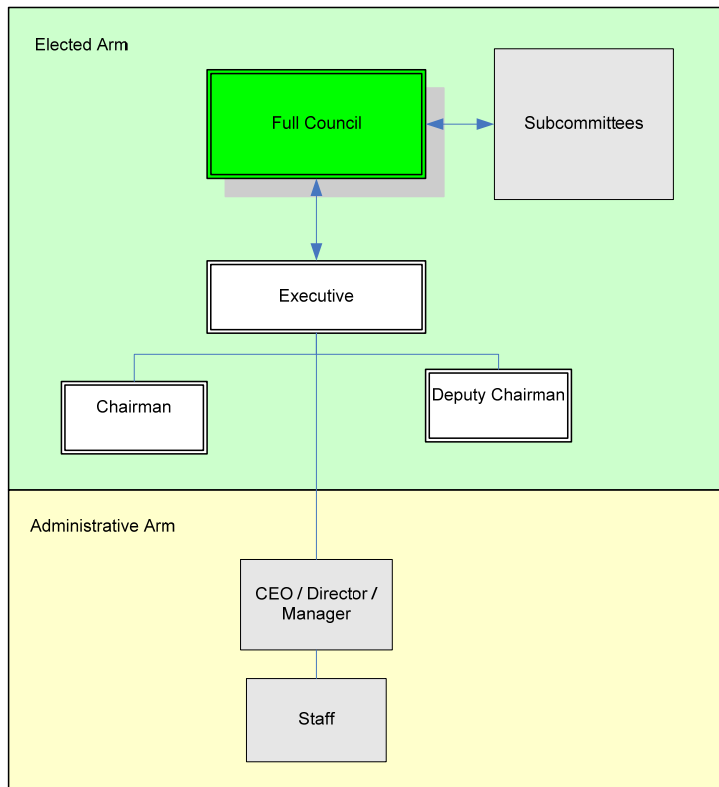 Elected Arm
Full Council
Subcommittees
Executive
Chairman
Deputy Chairman
Administrative Arm
CEO / Director /
Manager
Staff